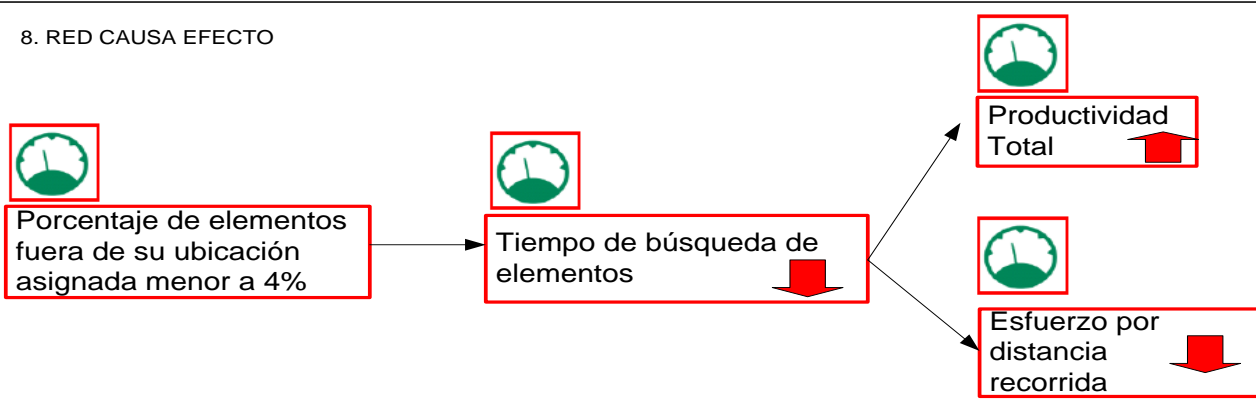 8. RED CAUSA EFECTO
Porcentaje de elementos
fuera de su ubicación
asignada menor a 4%
Tiempo de búsqueda de
elementos
Productividad
Total
Esfuerzo por
distancia
recorrida